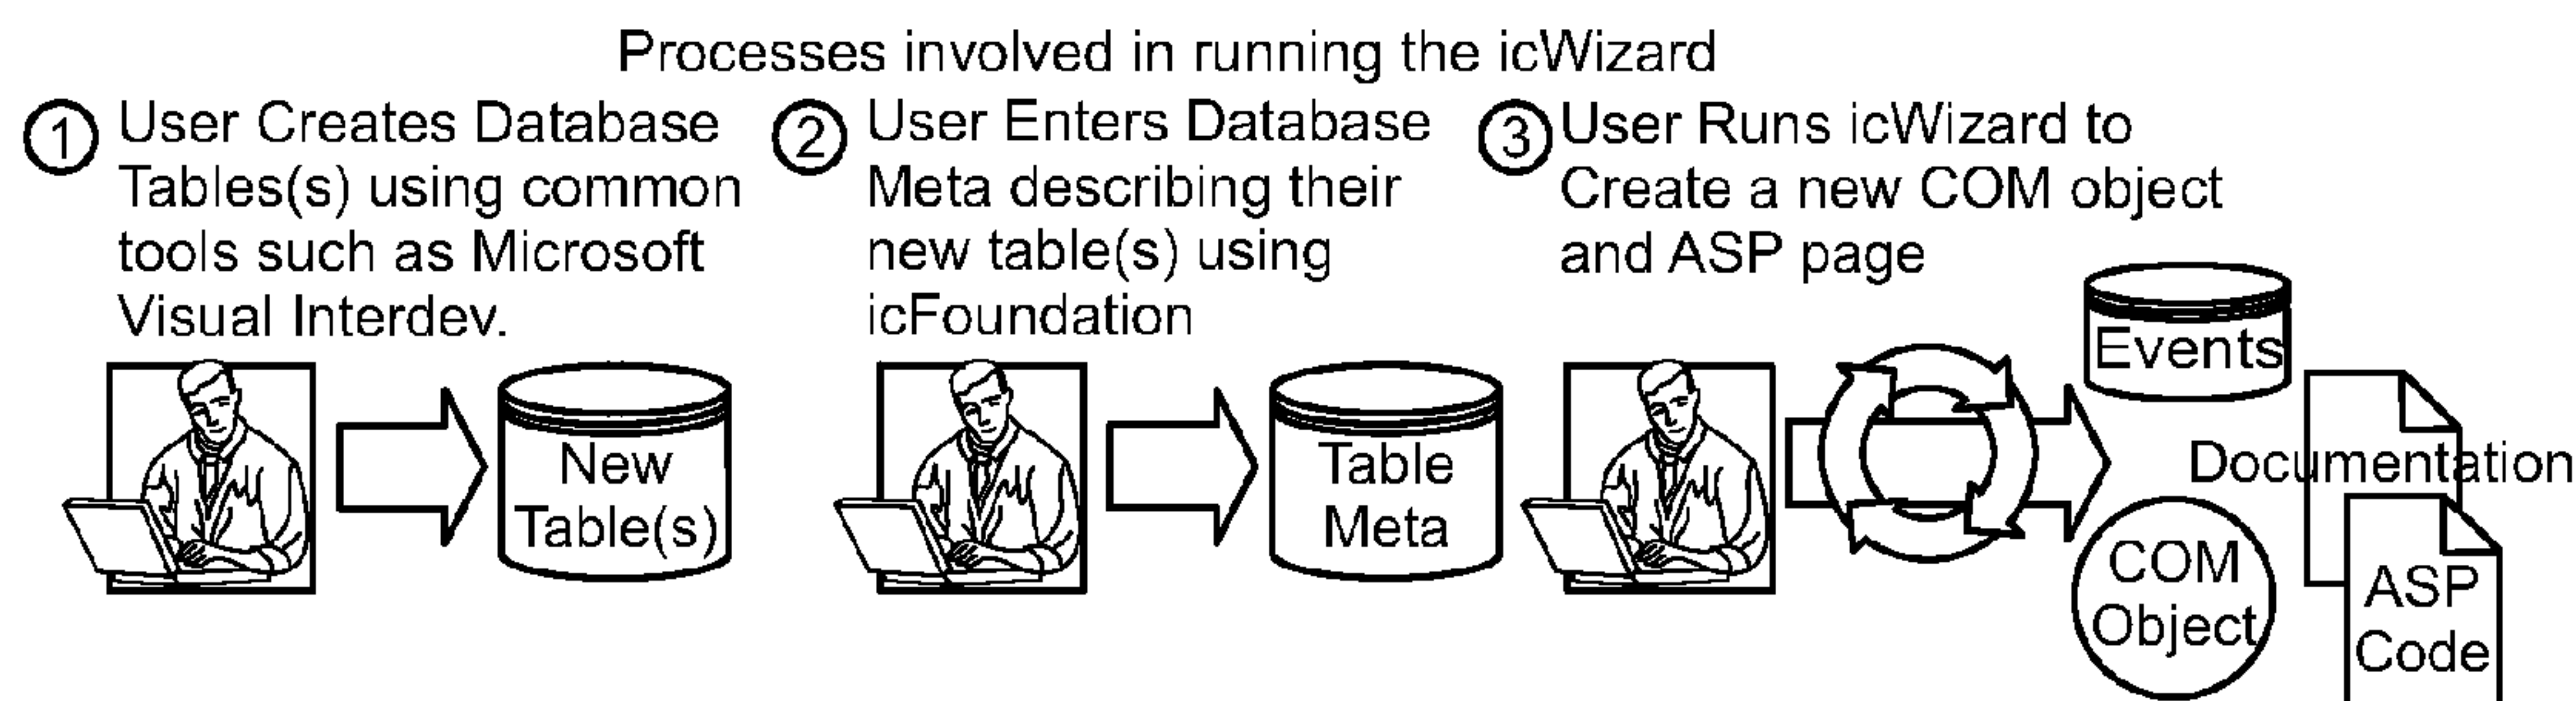 Processes involved in running the icWizard
1 User Creates Database
Tables(s) using common
tools such as Microsoft
Visual Interdev.
2 User Enters Database
Meta describing their
new table(s) using
icFoundation
3 User Runs icWizard to
Create a new COM object
and ASP page
New
Table(s)
Table
Meta
Events
Documentation
COM
Object
ASP
Code